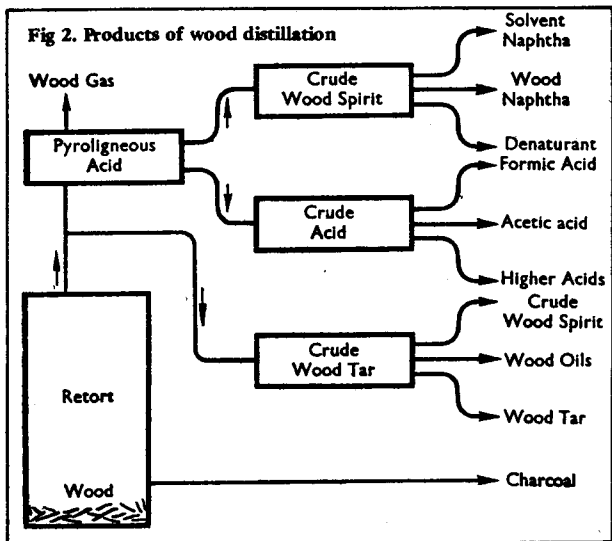 Fig 2. Products of wood distillation
Solvent
Naphtha
Wood Gas
Crude
Wood Spirit
Wood
Naphtha
Pyroligneous
Acid
Denaturant
Formic Acid
Crude
Acid
Acetic acid
Higher Acids
Crude
Wood Spirit
Crude
Wood Tar
Wood Oils
Retort
Wood Tar
Wood
Charcoal